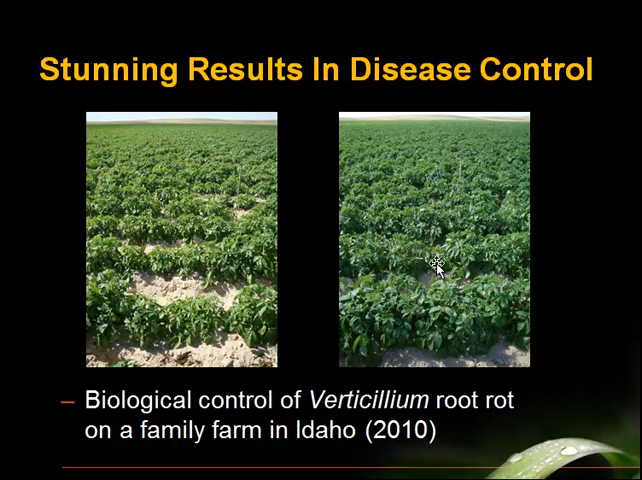 Stunning Results In Disease Control
– Biological control of Verticillium root rot
on a family farm in Idaho (2010)